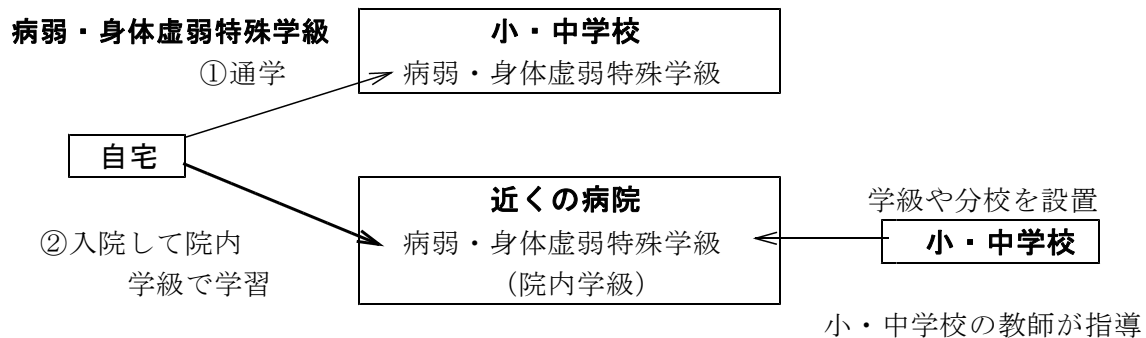 病弱・身体虚弱特殊学級
小・中学校
①通学
病弱・身体虚弱特殊学級
自宅
近くの病院
学級や分校を設置
②入院して院内
学級で学習
病弱・身体虚弱特殊学級
（院内学級）
小・中学校
小・中学校の教師が指導